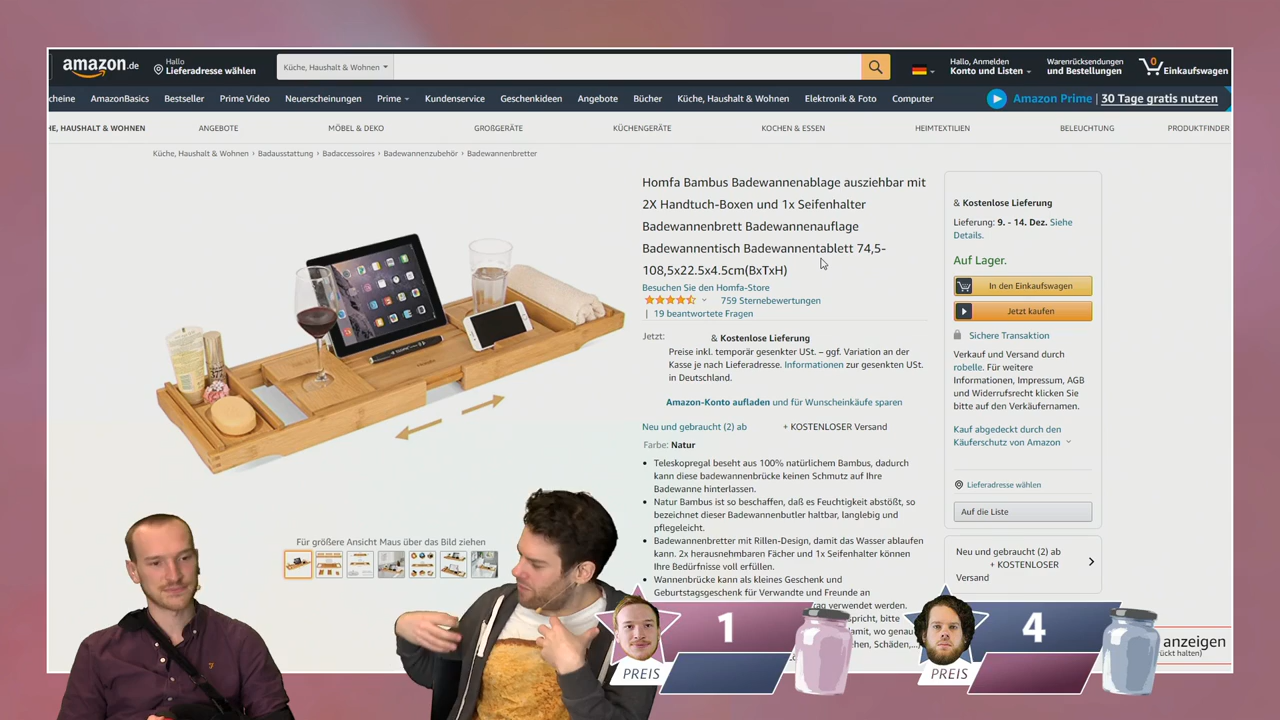 amazon.de
Hallo
Lieferadresse wählen
Küche, Haushalt & Wohnen
Hallo, Anmelden
Konto und Listen
Warenrücksendungen
und Bestellungen
0
Einkaufswagen
cheine
AmazonBasics
Bestseller
Prime Video
Neuerscheinungen
Prime
Kundenservice
Geschenkideen
Angebote
Bücher
Küche, Haushalt & Wohnen
Elektronik & Foto
Computer
Amazon Prime | 30 Tage gratis nutzen
HE, HAUSHALT & WOHNEN
ANGEBOTE
MÖBEL & DEKO
GROßGERÄTE
KÜCHENGERÄTE
KOCHEN & ESSEN
HEIMTEXTILIEN
BELEUCHTUNG
PRODUKTFINDER
Küche, Haushalt & Wohnen › Badausstattung › Badaccessoires › Badewannenzubehör › Badewannenbretter
Homfa Bambus Badewannenablage ausziehbar mit
2X Handtuch-Boxen und 1x Seifenhalter
Badewannenbrett Badewannenauflage
Badewannentisch Badewannentablett 74,5-
108,5x22.5x4.5cm(BxTxH)
Besuchen Sie den Homfa-Store
759 Sternebewertungen
| 19 beantwortete Fragen
Jetzt:
& Kostenlose Lieferung
Preise inkl. temporär gesenkter USt. – ggf. Variation an der
Kasse je nach Lieferadresse. Informationen zur gesenkten USt.
in Deutschland.
Amazon-Konto aufladen und für Wunscheinkäufe sparen
Neu und gebraucht (2) ab
+ KOSTENLOSER Versand
Farbe: Natur
Teleskopregal beseht aus 100% natürlichem Bambus, dadurch
kann diese badewannenbrücke keinen Schmutz auf Ihre
Badewanne hinterlassen.
Natur Bambus ist so beschaffen, daß es Feuchtigkeit abstößt, so
bezeichnet dieser Badewannenbutler haltbar, langlebig und
pflegeleicht.
Badewannenbretter mit Rillen-Design, damit das Wasser ablaufen
kann. 2x herausnehmbaren Fächer und 1x Seifenhalter können
Ihre Bedürfnisse voll erfüllen.
Wannenbrücke kann als kleines Geschenk und
Geburtstagsgeschenk für Verwandte und Freunde an
verwendet werden.
spricht, bitte
damit, wo genau
Schäden,...)
& Kostenlose Lieferung
Lieferung: 9. - 14. Dez. Siehe
Details.
Auf Lager.
In den Einkaufswagen
Jetzt kaufen
Sichere Transaktion
Verkauf und Versand durch
robelle. Für weitere
Informationen, Impressum, AGB
und Widerrufsrecht klicken Sie
bitte auf den Verkäufernamen.
Kauf abgedeckt durch den
Käuferschutz von Amazon
Lieferadresse wählen
Auf die Liste
Neu und gebraucht (2) ab
+ KOSTENLOSER
Versand
Für größere Ansicht Maus über das Bild ziehen
1
PREIS
4
PREIS
anzeigen
rückt halten)